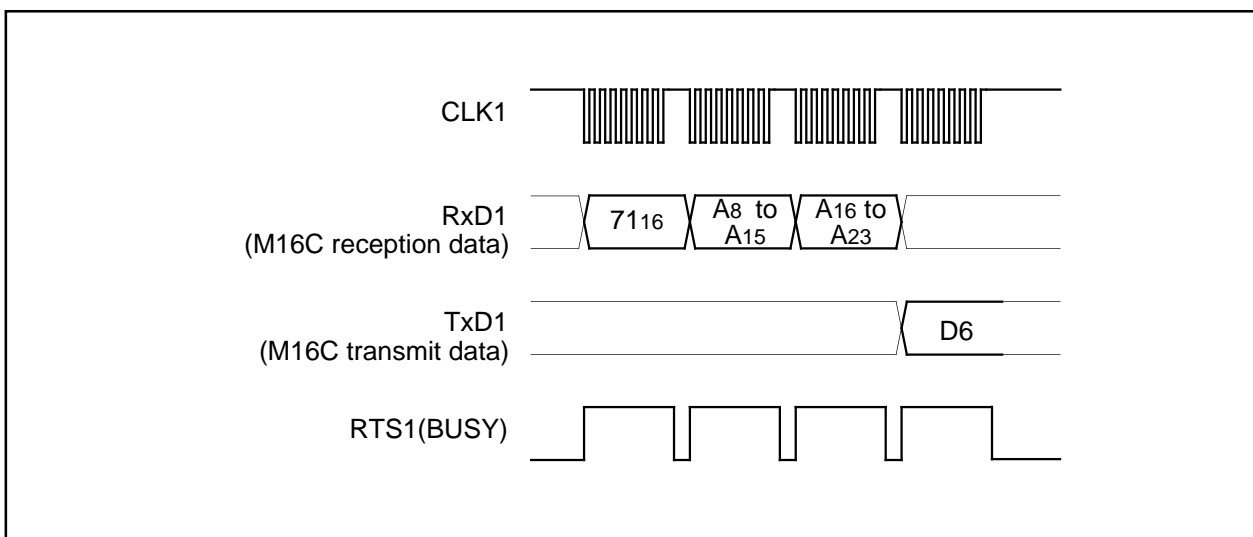 CLK1
RxD1
(M16C reception data)
7116
A8 to
A15
A16 to
A23
TxD1
(M16C transmit data)
D6
RTS1(BUSY)